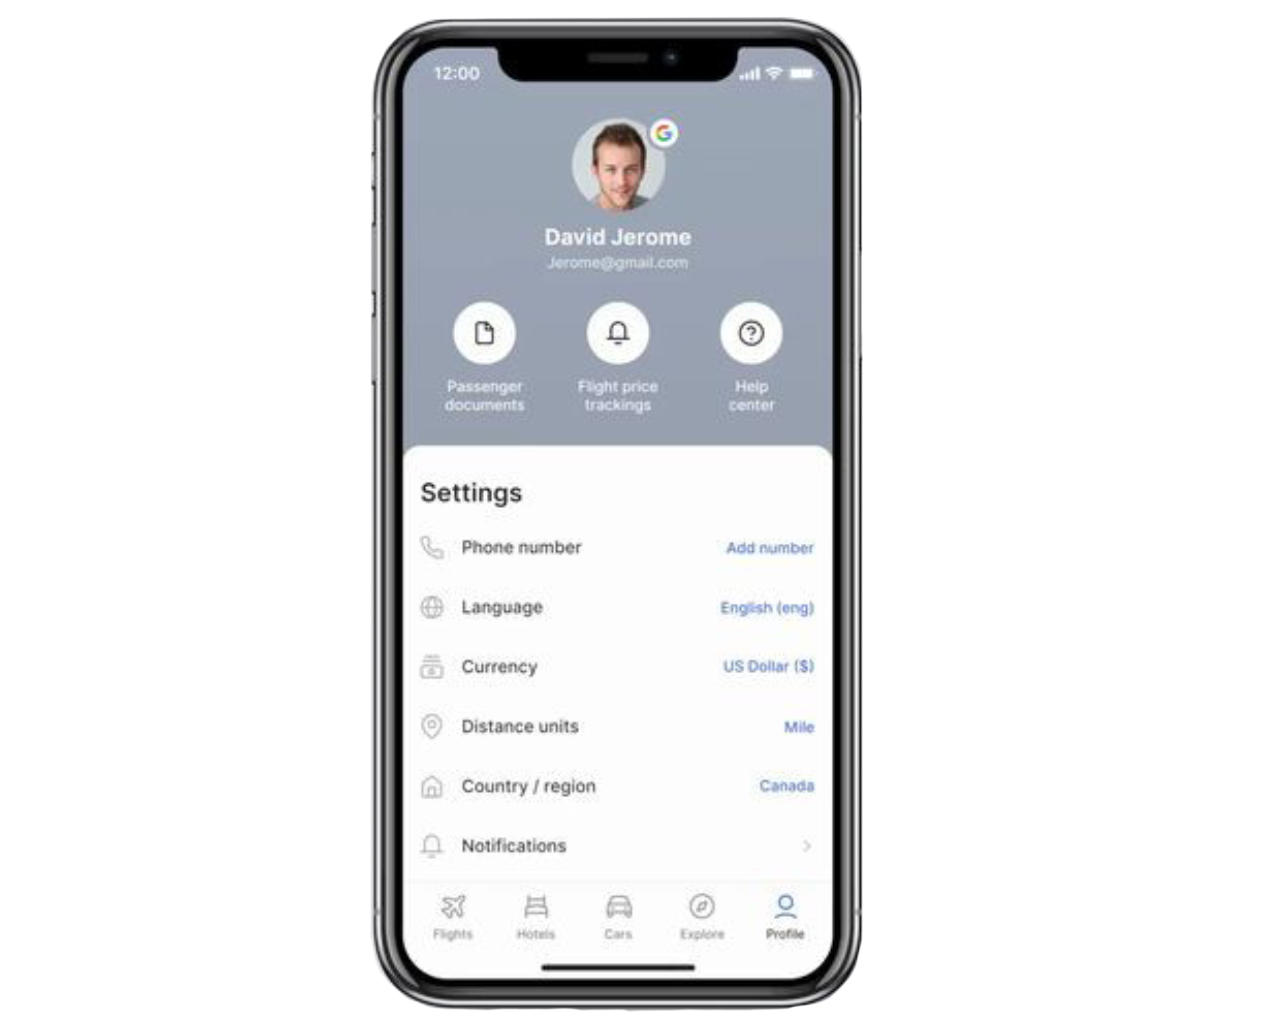 12:00
David Jerome
Jerome@gmail.com
Passenger documents
Flight price trackings
Help center
Settings
Phone number Add number
Language English (eng)
Currency US Dollar ($)
Distance units Mile
Country / region Canada
Notifications
Flights Hotels Cars Explore Profile